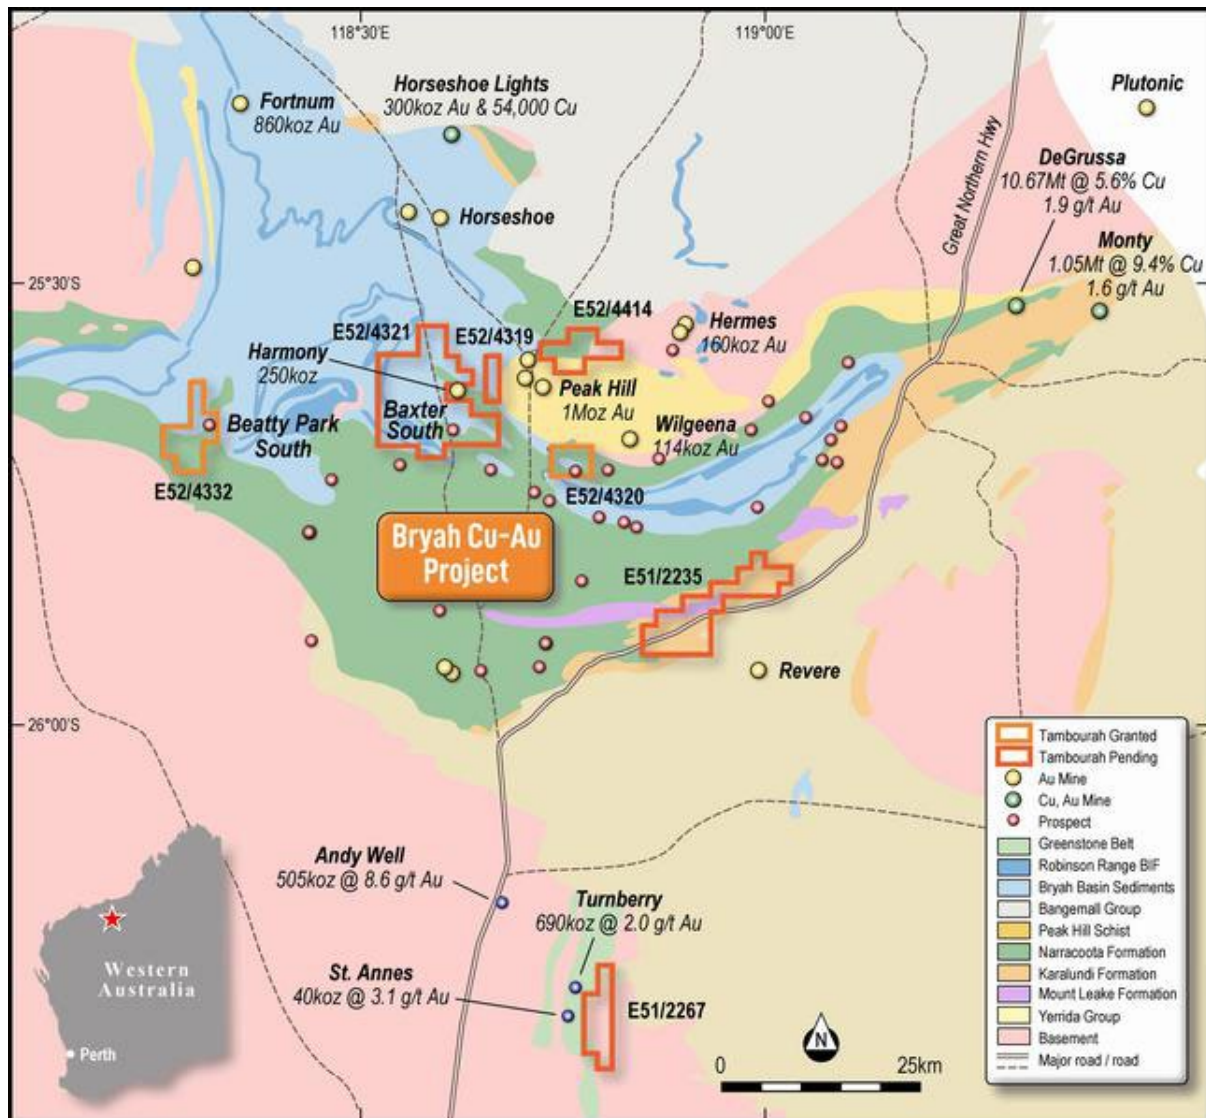 118°30'E
119°00'E
Plutonic
Fortnum
860koz Au
Horseshoe Lights
300koz Au & 54,000 Cu
Great Northern Hwy
DeGrussa
10.67Mt @ 5.6% Cu
1.9 g/t Au
Horseshoe
Monty
1.05Mt @ 9.4% Cu
1.6 g/t Au
25°30'S
E52/4414
E52/4321
E52/4319
Hermes
160koz Au
Harmony
250koz
Peak Hill
1Moz Au
Beatty Park
South
Baxter
South
Wilgeena
114koz Au
E52/4332
E52/4320
Bryah Cu-Au
Project
E51/2235
Revere
26°00'S
Tambourah Granted
Tambourah Pending
Au Mine
Cu, Au Mine
Prospect
Greenstone Belt
Robinson Range BIF
Bryah Basin Sediments
Bangemall Group
Peak Hill Schist
Narracoota Formation
Karalundi Formation
Mount Leake Formation
Yerrida Group
Basement
Major road / road
Andy Well
505koz @ 8.6 g/t Au
Turnberry
690koz @ 2.0 g/t Au
St. Annes
40koz @ 3.1 g/t Au
E51/2267
Western
Australia
Perth
N
0
25km